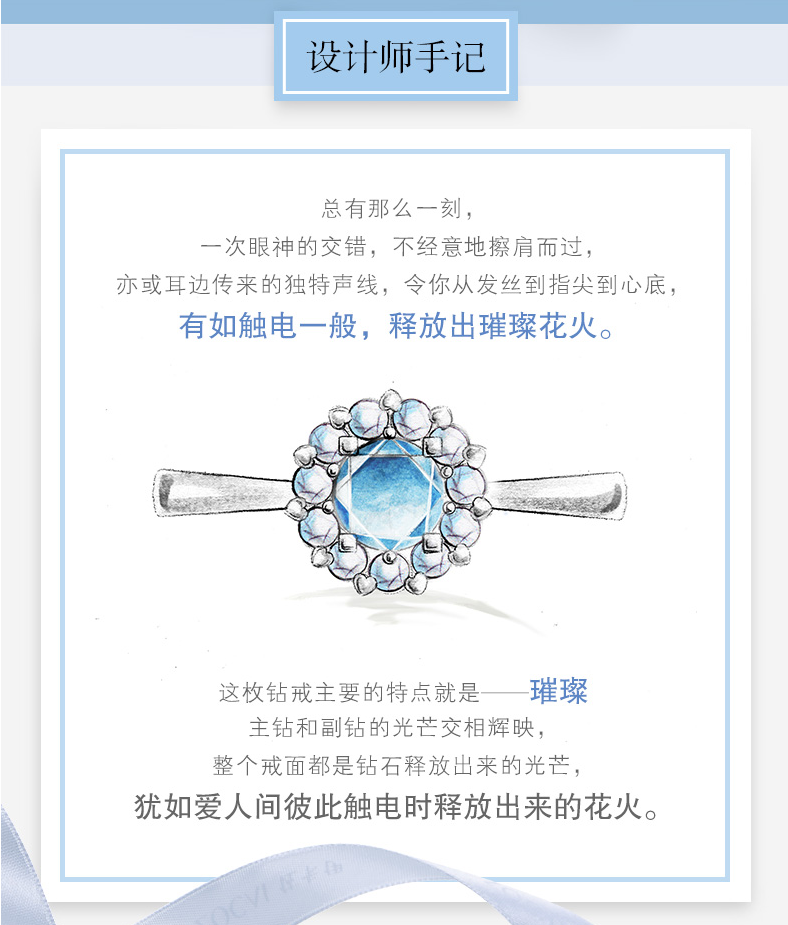 设计师手记
总有那么一刻，
一次眼神的交错，不经意地擦肩而过，
亦或耳边传来的独特声线，令你从发丝到指尖到心底，
有如触电一般，释放出璀璨花火。
这枚钻戒主要的特点就是——璀璨
主钻和副钻的光芒交相辉映，
整个戒面都是钻石释放出来的光芒，
犹如爱人间彼此触电时释放出来的花火。